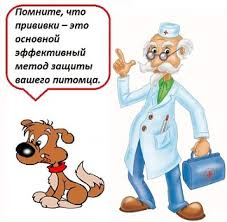 Помните, что
прививки – это
основной
эффективный
метод защиты
вашего питомца.